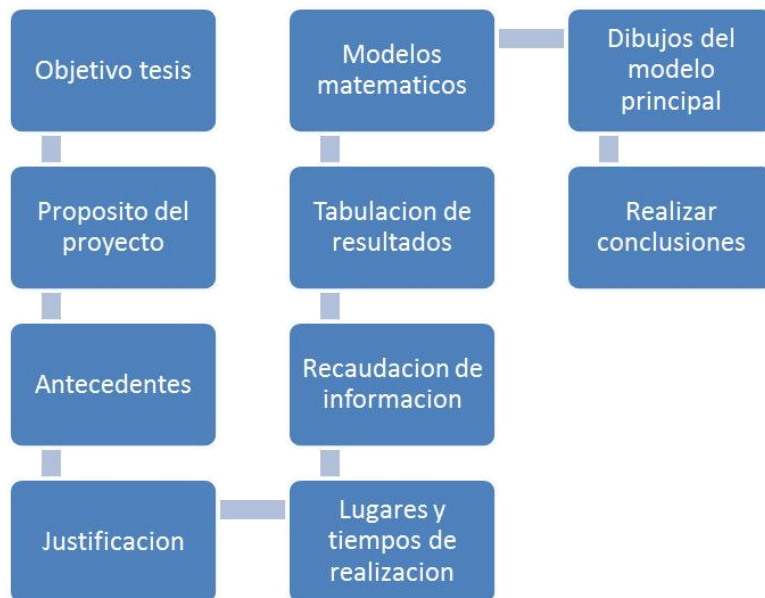 Objetivo tesis
Proposito del
proyecto
Antecedentes
Justificacion
Lugares y
tiempos de
realizacion
Recaudacion de
informacion
Tabulacion de
resultados
Modelos
matematicos
Dibujos del
modelo
principal
Realizar
conclusiones